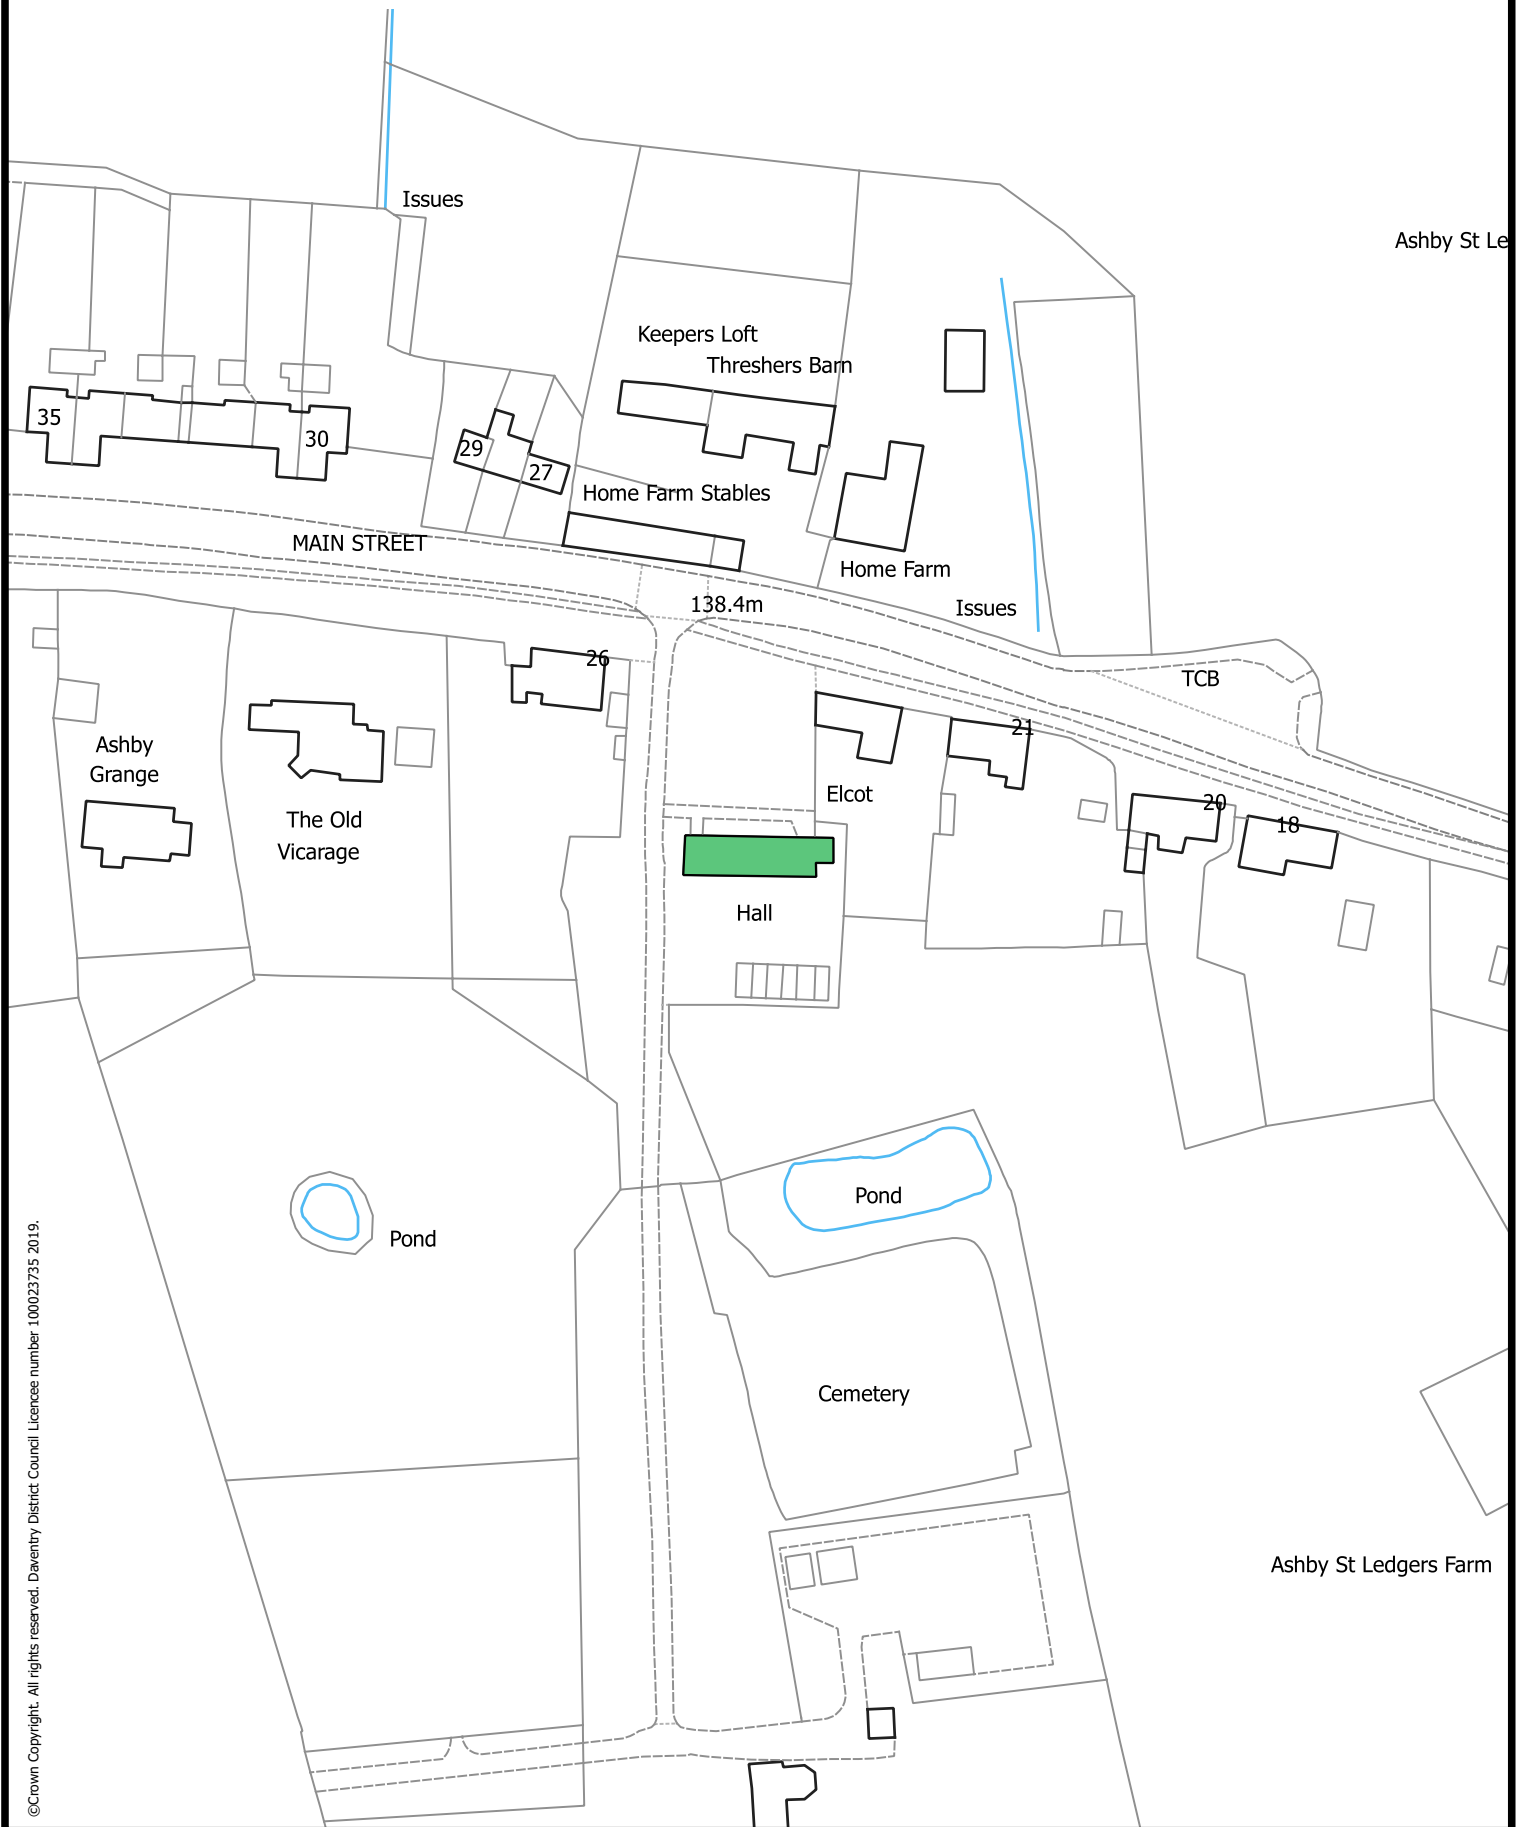 Issues
Ashby St Le
Keepers Loft
Threshers Barn
35
30
29
27
Home Farm Stables
MAIN STREET
Home Farm
138.4m
Issues
26
TCB
21
Ashby
Grange
Elcot
20
18
The Old
Vicarage
Hall
Pond
Pond
Cemetery
Ashby St Ledgers Farm
©Crown Copyright. All rights reserved. Daventry District Council Licencee number 100023735 2019.